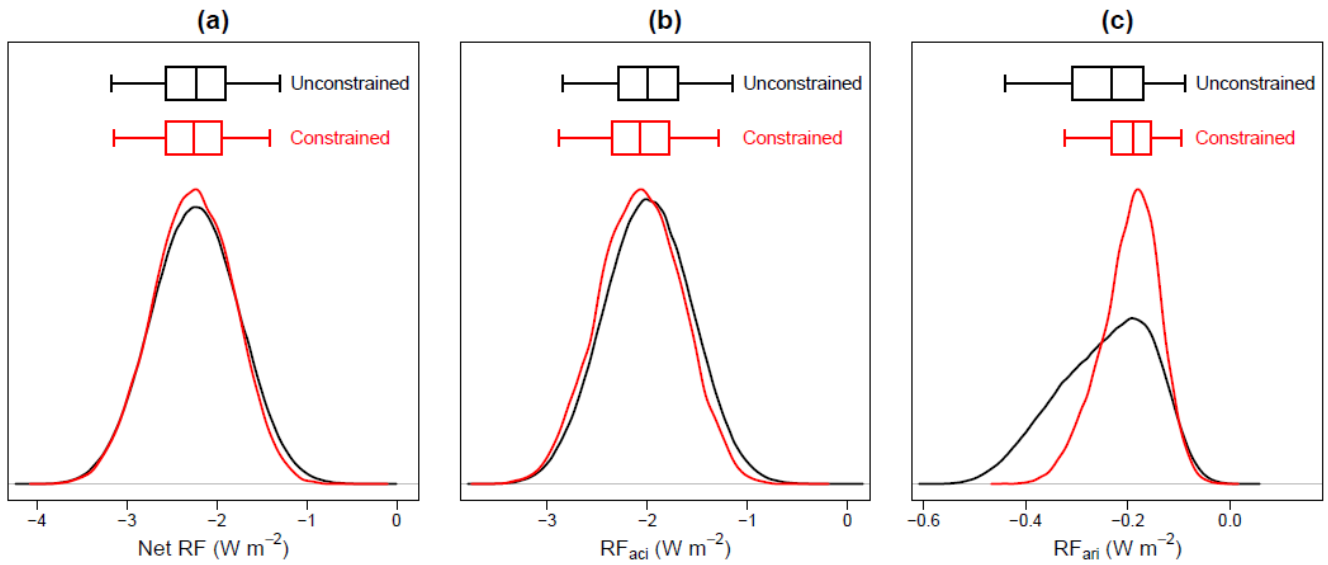 (a)
Unconstrained
Constrained
−4 −3 −2 −1 0
Net RF (W m⁻²)
(b)
Unconstrained
Constrained
−3 −2 −1 0
RFaci (W m⁻²)
(c)
Unconstrained
Constrained
−0.6 −0.4 −0.2 0.0
RFari (W m⁻²)